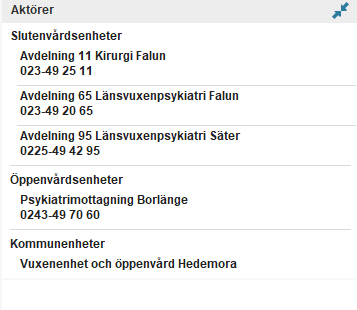 Aktörer
Slutenvårdsenheter
Avdelning 11 Kirurgi Falun
023-49 25 11
Avdelning 65 Länsvuxenpsykiatri Falun
023-49 20 65
Avdelning 95 Länsvuxenpsykiatri Säter
0225-49 42 95
Öppenvårdsenheter
Psykiatrimottagning Borlänge
0243-49 70 60
Kommunenheter
Vuxenenhet och öppenvård Hedemora